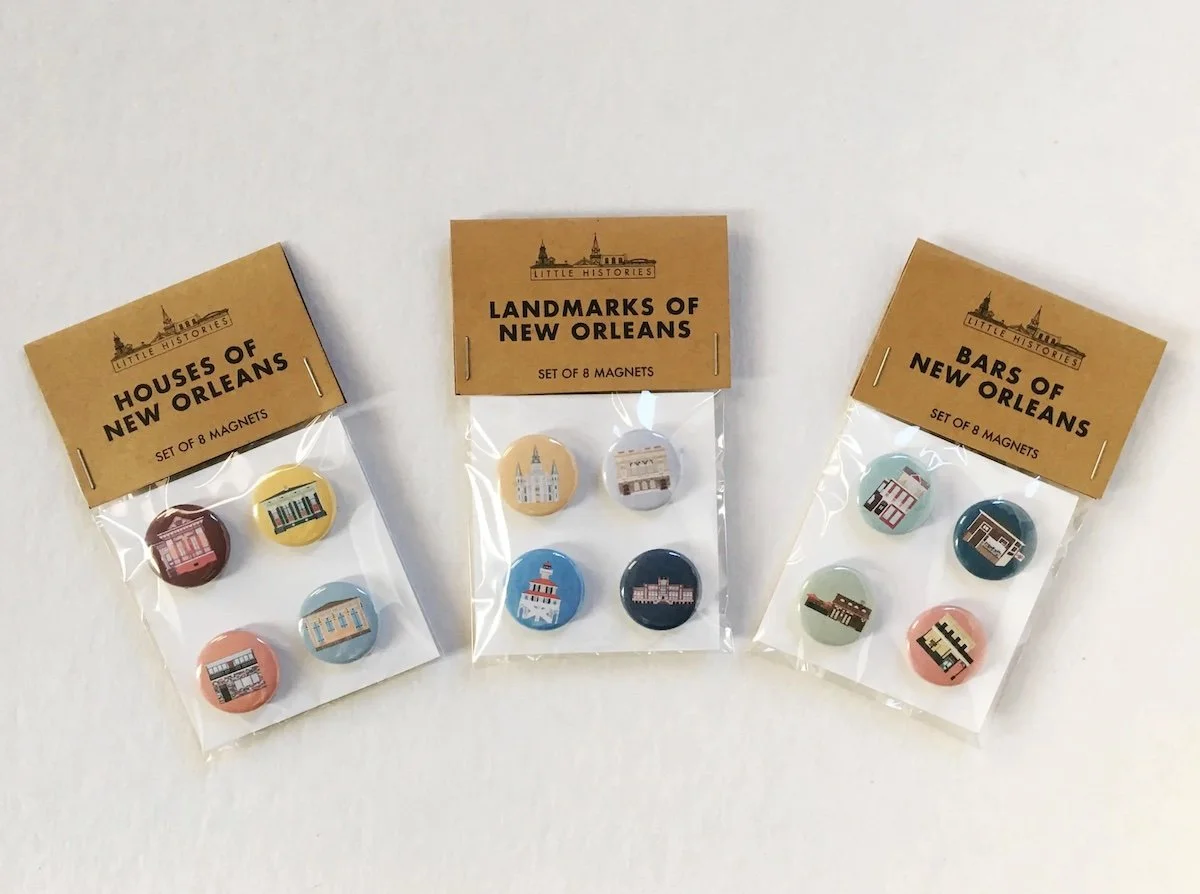 LITTLE HISTORIES
HOUSES OF
NEW ORLEANS
SET OF 8 MAGNETS
LITTLE HISTORIES
LANDMARKS OF
NEW ORLEANS
SET OF 8 MAGNETS
LITTLE HISTORIES
BARS OF
NEW ORLEANS
SET OF 8 MAGNETS